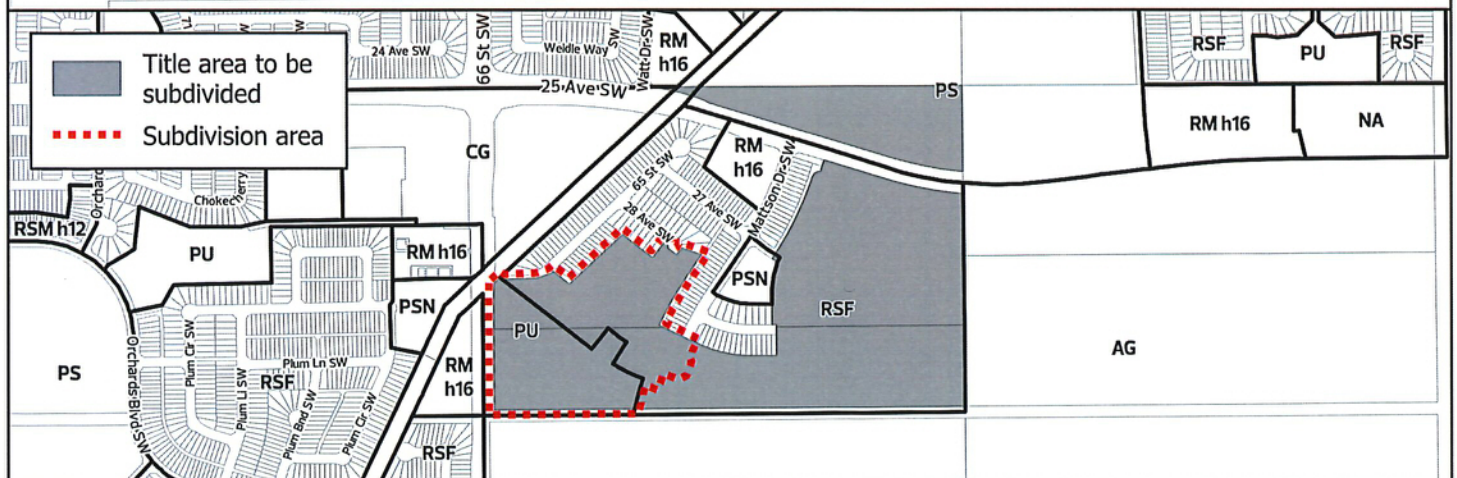 Title area to be
subdivided
Subdivision area
24 Ave SW
66 St SW
Weidle Way SW
Watt Dr SW
RM
h16
25 Ave SW
PS
RSF
PU
RSF
RM h16
NA
CG
RM
h16
65 St SW
27 Ave SW
28 Ave SW
Mattson Dr SW
PSN
RSF
PU
AG
RSM h12
PU
RM h16
PSN
RM
h16
PS
Orchards Blvd SW
Plum Cir SW
Plum Li SW
Plum Ln SW
RSF
Plum Bnd SW
Plum Cir SW
RSF